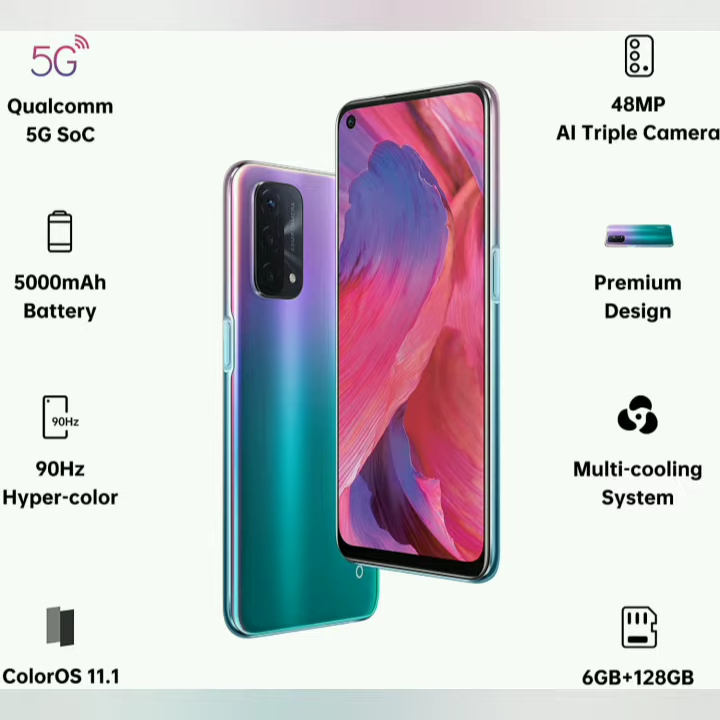 5G
Qualcomm
5G SoC
5000mAh
Battery
90Hz
90Hz
Hyper-color
ColorOS 11.1
48MP
AI Triple Camera
Premium
Design
Multi-cooling
System
6GB+128GB